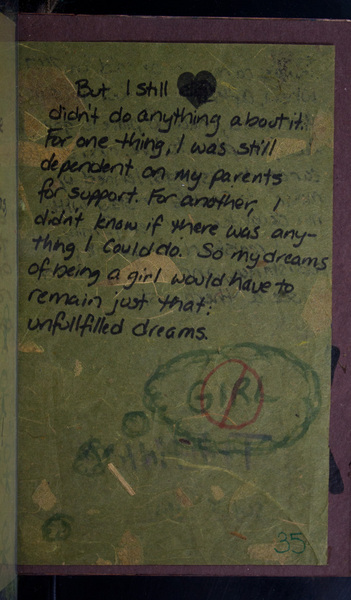 But I still
didn't do anything about it.
For one thing, I was still
dependent on my parents
for support. For another, I
didn't know if there was any-
thing I could do. So my dreams
of being a girl would have to
remain just that:
unfullfilled dreams.
GIRL
35